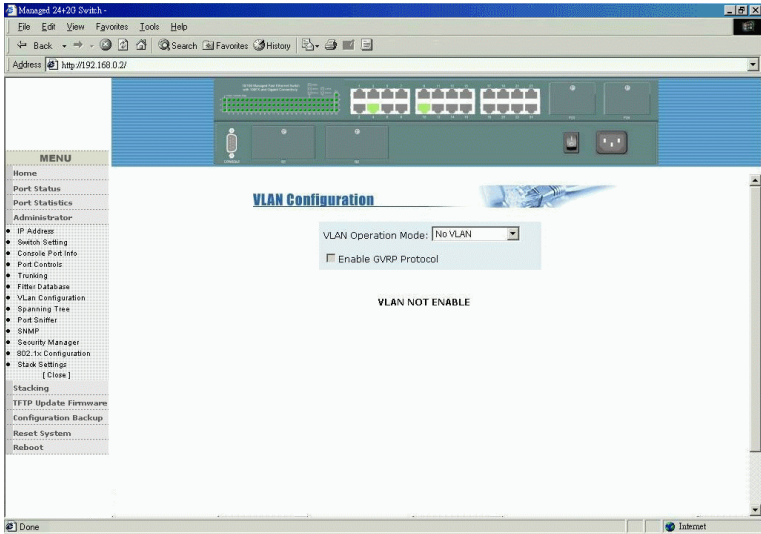 Managed 24+2G Switch -
File Edit View Favorites Tools Help
Back Search Favorites History
Address http://192.168.0.2/
MENU
Home
Port Status
Port Statistics
Administrator
IP Address
Switch Setting
Console Port Info
Port Controls
Trunking
Fitter Database
VLan Configuration
Spanning Tree
Port Sniffer
SNMP
Security Manager
802.1x Configuration
Stack Settings
[ Close ]
Stacking
TFTP Update Firmware
Configuration Backup
Reset System
Reboot
VLAN Configuration
VLAN Operation Mode: No VLAN
Enable GVRP Protocol
VLAN NOT ENABLE
Done
Internet